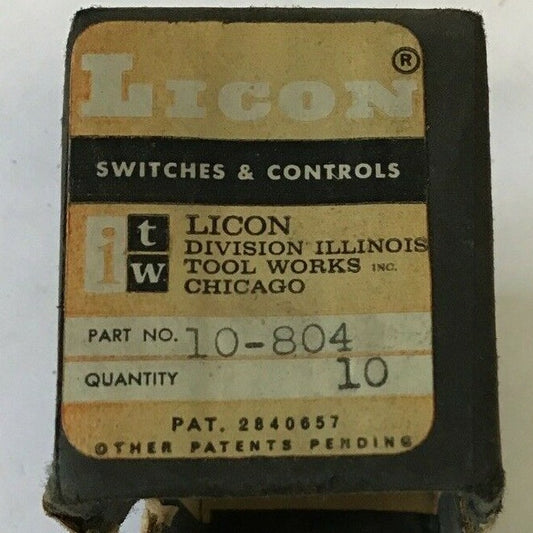 LICON®
SWITCHES & CONTROLS
itw
LICON
DIVISION ILLINOIS
TOOL WORKS INC.
CHICAGO
PART NO. 10-804
QUANTITY 10
PAT. 2840657
OTHER PATENTS PENDING